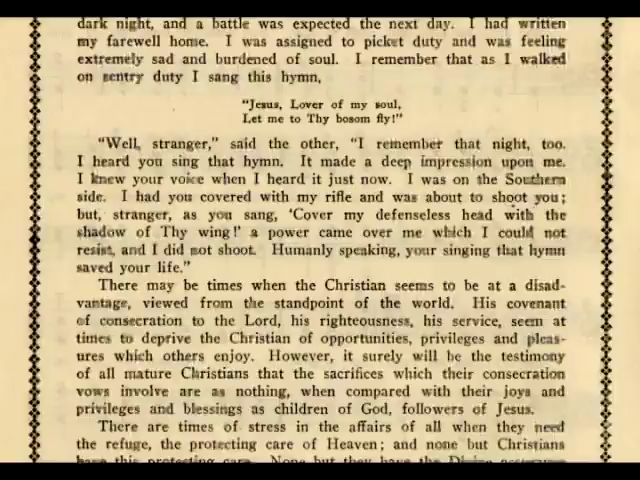 dark night, and a battle was expected the next day. I had written
my farewell home. I was assigned to picket duty and was feeling
extremely sad and burdened of soul. I remember that as I walked
on sentry duty I sang this hymn,
"Jesus, Lover of my soul,
Let me to Thy bosom fly!"
"Well, stranger," said the other, "I remember that night, too.
I heard you sing that hymn. It made a deep impression upon me.
I knew your voice when I heard it just now. I was on the Southern
side. I had you covered with my rifle and was about to shoot you;
but, stranger, as you sang, 'Cover my defenseless head with the
shadow of Thy wing!' a power came over me which I could not
resist, and I did not shoot. Humanly speaking, your singing that hymn
saved your life."
There may be times when the Christian seems to be at a disad-
vantage, viewed from the standpoint of the world. His covenant
of consecration to the Lord, his righteousness, his service, seem at
times to deprive the Christian of opportunities, privileges and pleas-
ures which others enjoy. However, it surely will be the testimony
of all mature Christians that the sacrifices which their consecration
vows involve are as nothing, when compared with their joys and
privileges and blessings as children of God, followers of Jesus.
There are times of stress in the affairs of all when they need
the refuge, the protecting care of Heaven; and none but Christians
have this protecting care. None but they have the Divine